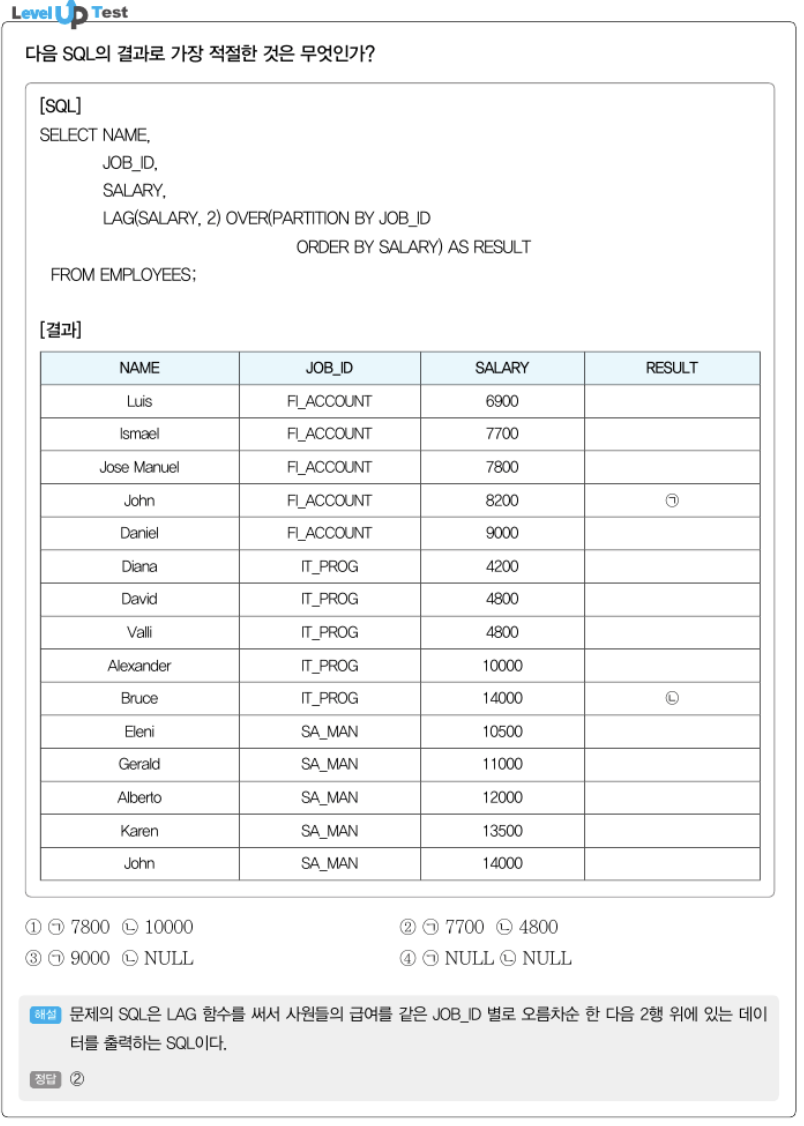 Level Up Test
다음 SQL의 결과로 가장 적절한 것은 무엇인가?
[SQL]
SELECT NAME,
JOB_ID,
SALARY,
LAG(SALARY, 2) OVER(PARTITION BY JOB_ID
ORDER BY SALARY) AS RESULT
FROM EMPLOYEES;
[결과]
NAME JOB_ID SALARY RESULT
Luis FI_ACCOUNT 6900
Ismael FI_ACCOUNT 7700
Jose Manuel FI_ACCOUNT 7800
John FI_ACCOUNT 8200 ㉠
Daniel FI_ACCOUNT 9000
Diana IT_PROG 4200
David IT_PROG 4800
Valli IT_PROG 4800
Alexander IT_PROG 10000
Bruce IT_PROG 14000 ㉡
Eleni SA_MAN 10500
Gerald SA_MAN 11000
Alberto SA_MAN 12000
Karen SA_MAN 13500
John SA_MAN 14000
① ㉠ 7800 ㉡ 10000 ② ㉠ 7700 ㉡ 4800
③ ㉠ 9000 ㉡ NULL ④ ㉠ NULL ㉡ NULL
해설 문제의 SQL은 LAG 함수를 써서 사원들의 급여를 같은 JOB_ID 별로 오름차순 한 다음 2행 위에 있는 데이
터를 출력하는 SQL이다.
정답 ②